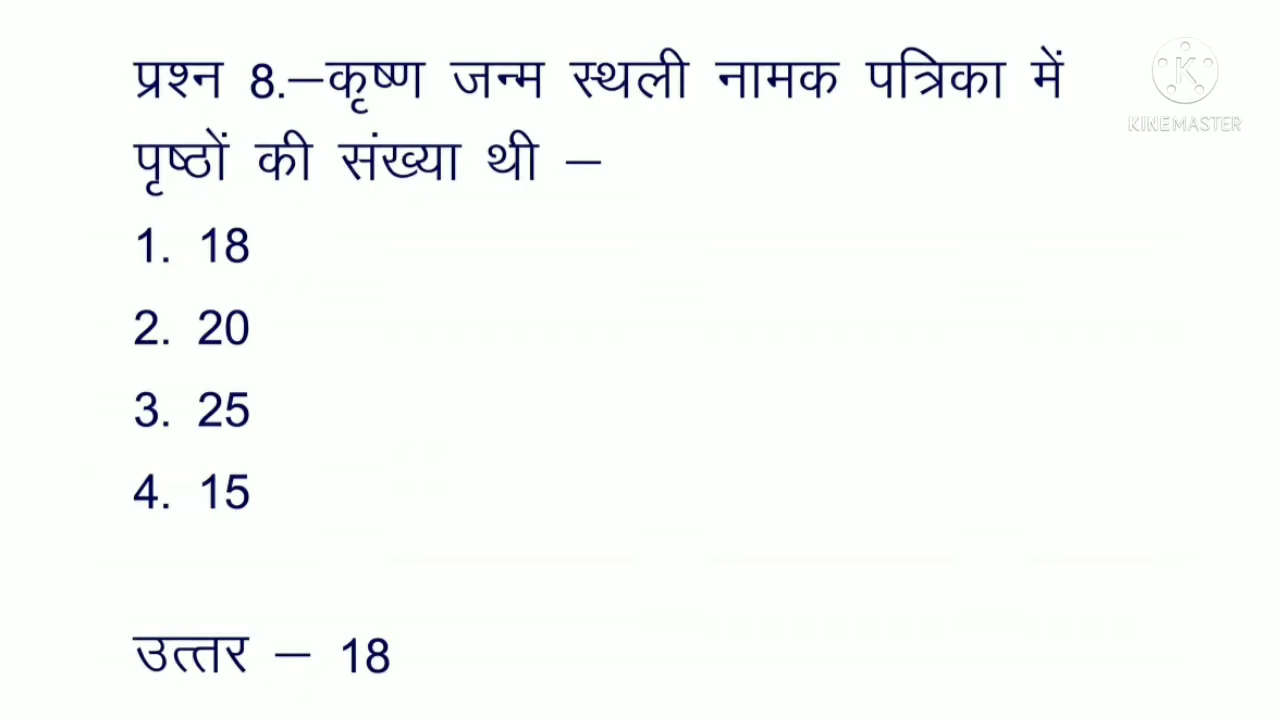 प्रश्न 8.–कृष्ण जन्म स्थली नामक पत्रिका में
पृष्ठों की संख्या थी –
1. 18
2. 20
3. 25
4. 15
उत्तर – 18
K
KINEMASTER